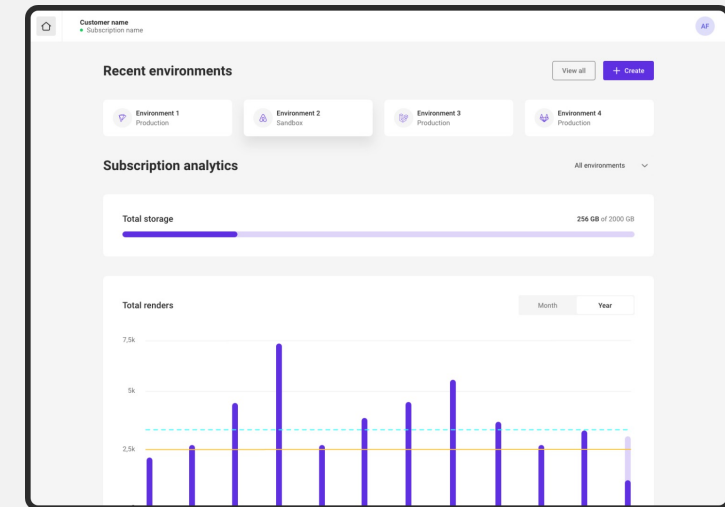 Customer name
Subscription name
AF
Recent environments
View all
+ Create
Environment 1
Production
Environment 2
Sandbox
Environment 3
Production
Environment 4
Production
Subscription analytics
All environments
Total storage
256 GB of 2000 GB
Total renders
Month
Year
7,5k
5k
2,5k